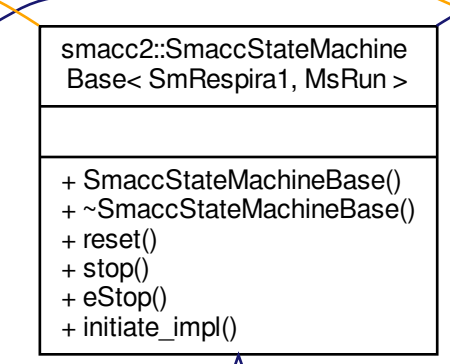 smacc2::SmaccStateMachine
Base< SmRespira1, MsRun >
+ SmaccStateMachineBase()
+ ~SmaccStateMachineBase()
+ reset()
+ stop()
+ eStop()
+ initiate_impl()